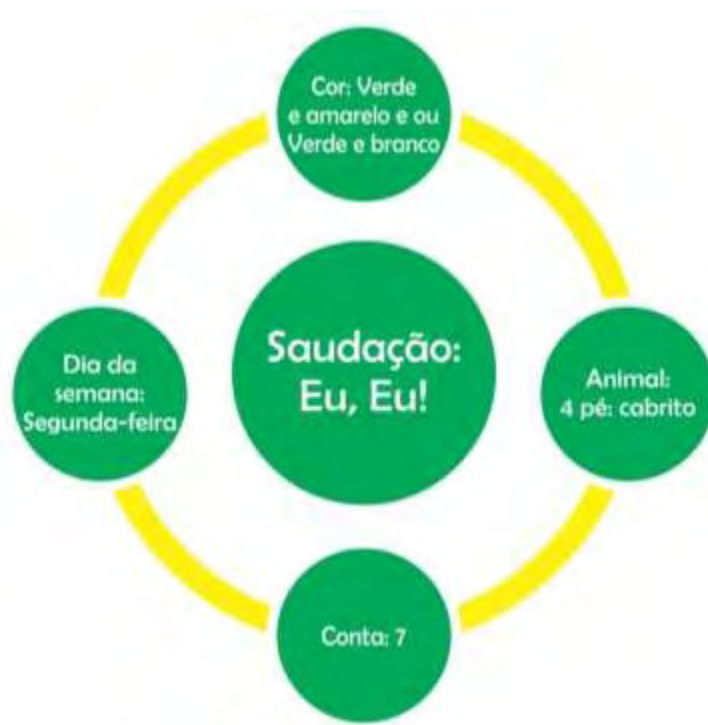 Cor: Verde
e amarelo e ou
Verde e branco
Saudação:
Eu, Eu!
Dia da
semana:
Segunda-feira
Animal:
4 pé: cabrito
Conta: 7